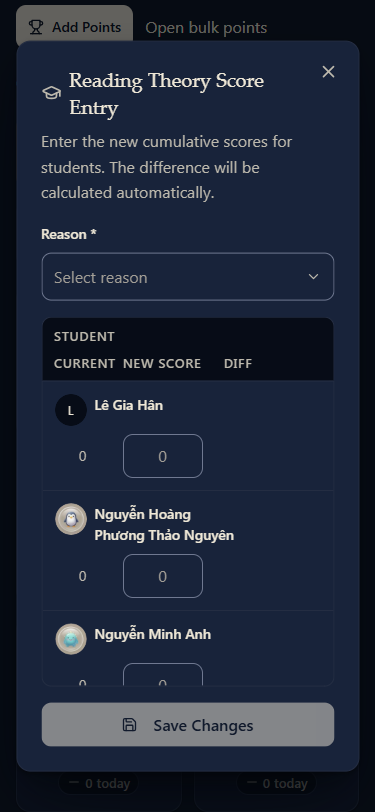 Add Points Open bulk points
Reading Theory Score
Entry
Enter the new cumulative scores for
students. The difference will be
calculated automatically.
Reason *
Select reason
STUDENT
CURRENT NEW SCORE DIFF
L Lê Gia Hân
0 0
Nguyễn Hoàng
Phương Thảo Nguyên
0 0
Nguyễn Minh Anh
0 0
Save Changes
0 today 0 today